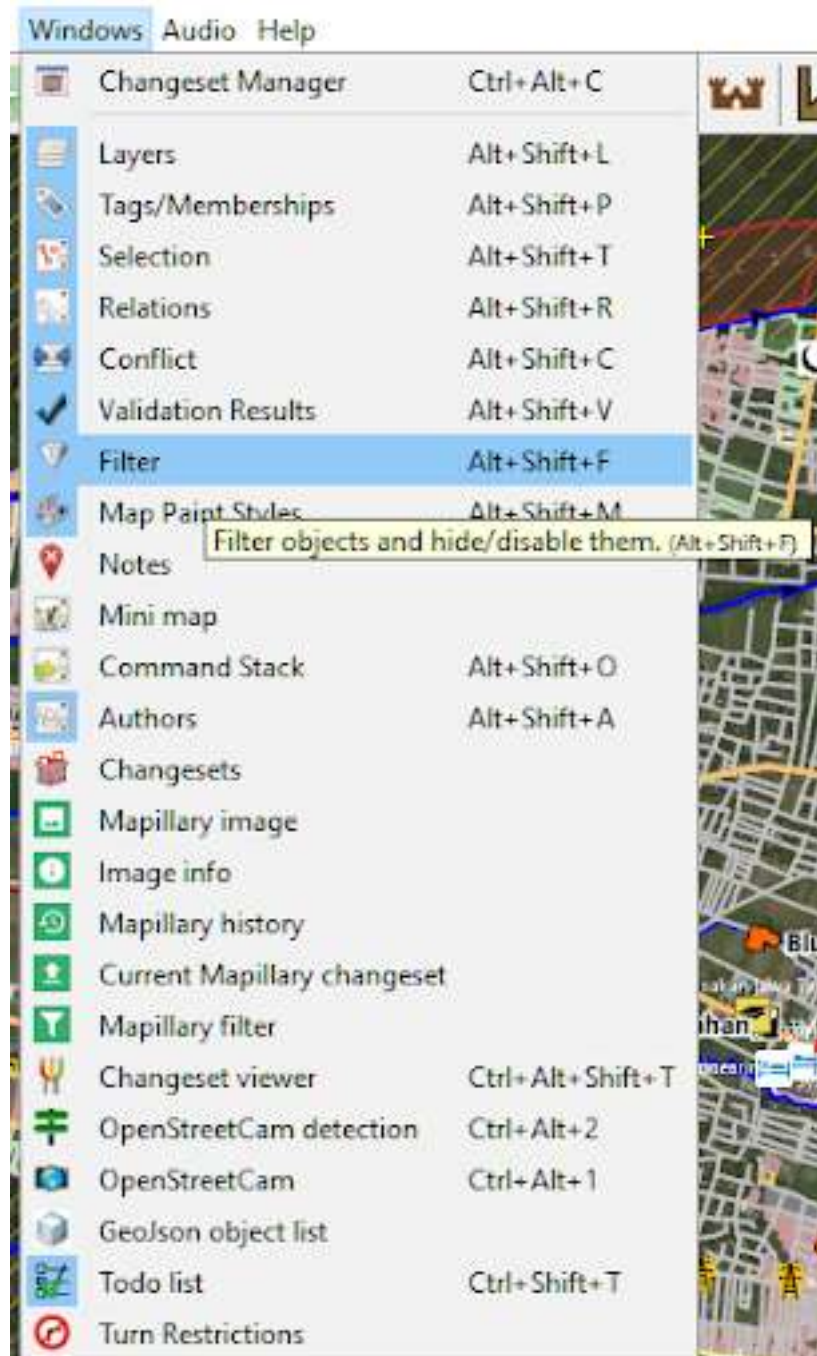 Windows Audio Help
Changeset Manager Ctrl+Alt+C
Layers Alt+Shift+L
Tags/Memberships Alt+Shift+P
Selection Alt+Shift+T
Relations Alt+Shift+R
Conflict Alt+Shift+C
Validation Results Alt+Shift+V
Filter Alt+Shift+F
Map Paint Styles Alt+Shift+M
Filter objects and hide/disable them. (Alt+Shift+F)
Notes
Mini map
Command Stack Alt+Shift+O
Authors Alt+Shift+A
Changesets
Mapillary image
Image info
Mapillary history
Current Mapillary changeset
Mapillary filter
Changeset viewer Ctrl+Alt+Shift+T
OpenStreetCam detection Ctrl+Alt+2
OpenStreetCam Ctrl+Alt+1
GeoJson object list
Todo list Ctrl+Shift+T
Turn Restrictions
Blu